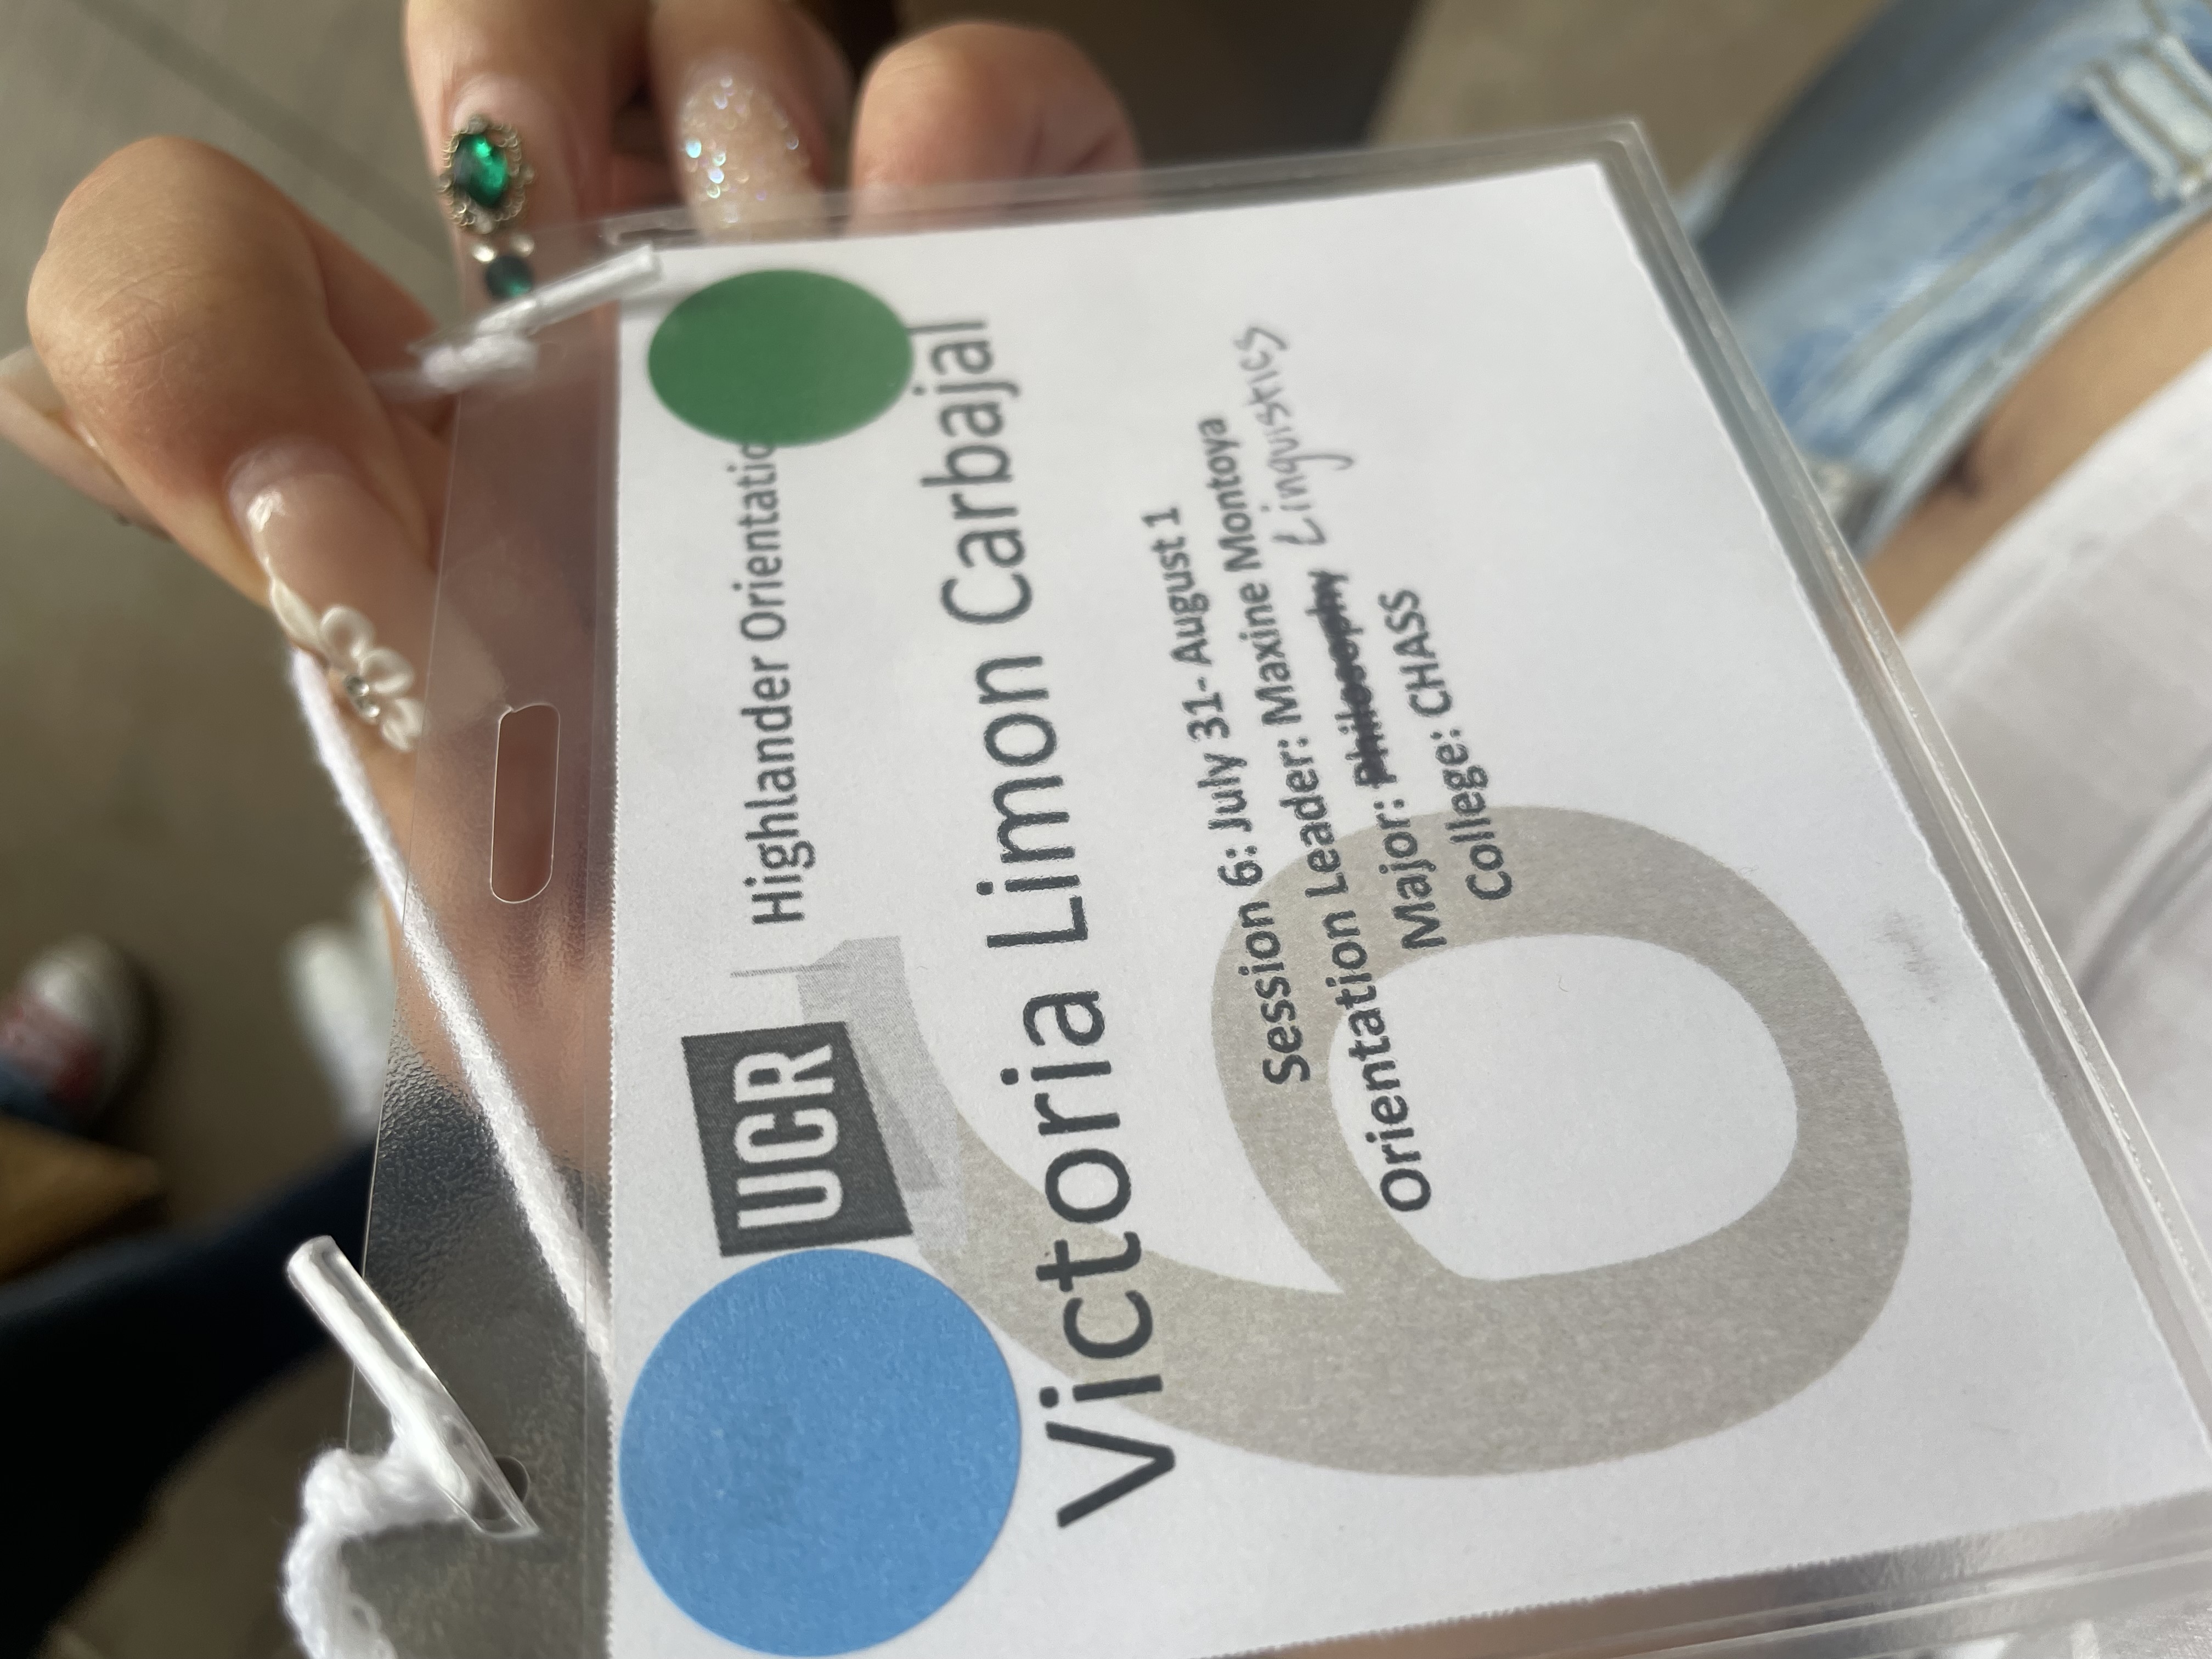 UCR Highlander Orientatio
Victoria Limon Carbajal
Session 6: July 31- August 1
Orientation Leader: Maxine Montoya
Major: Philosophy Linguistics
College: CHASS
6